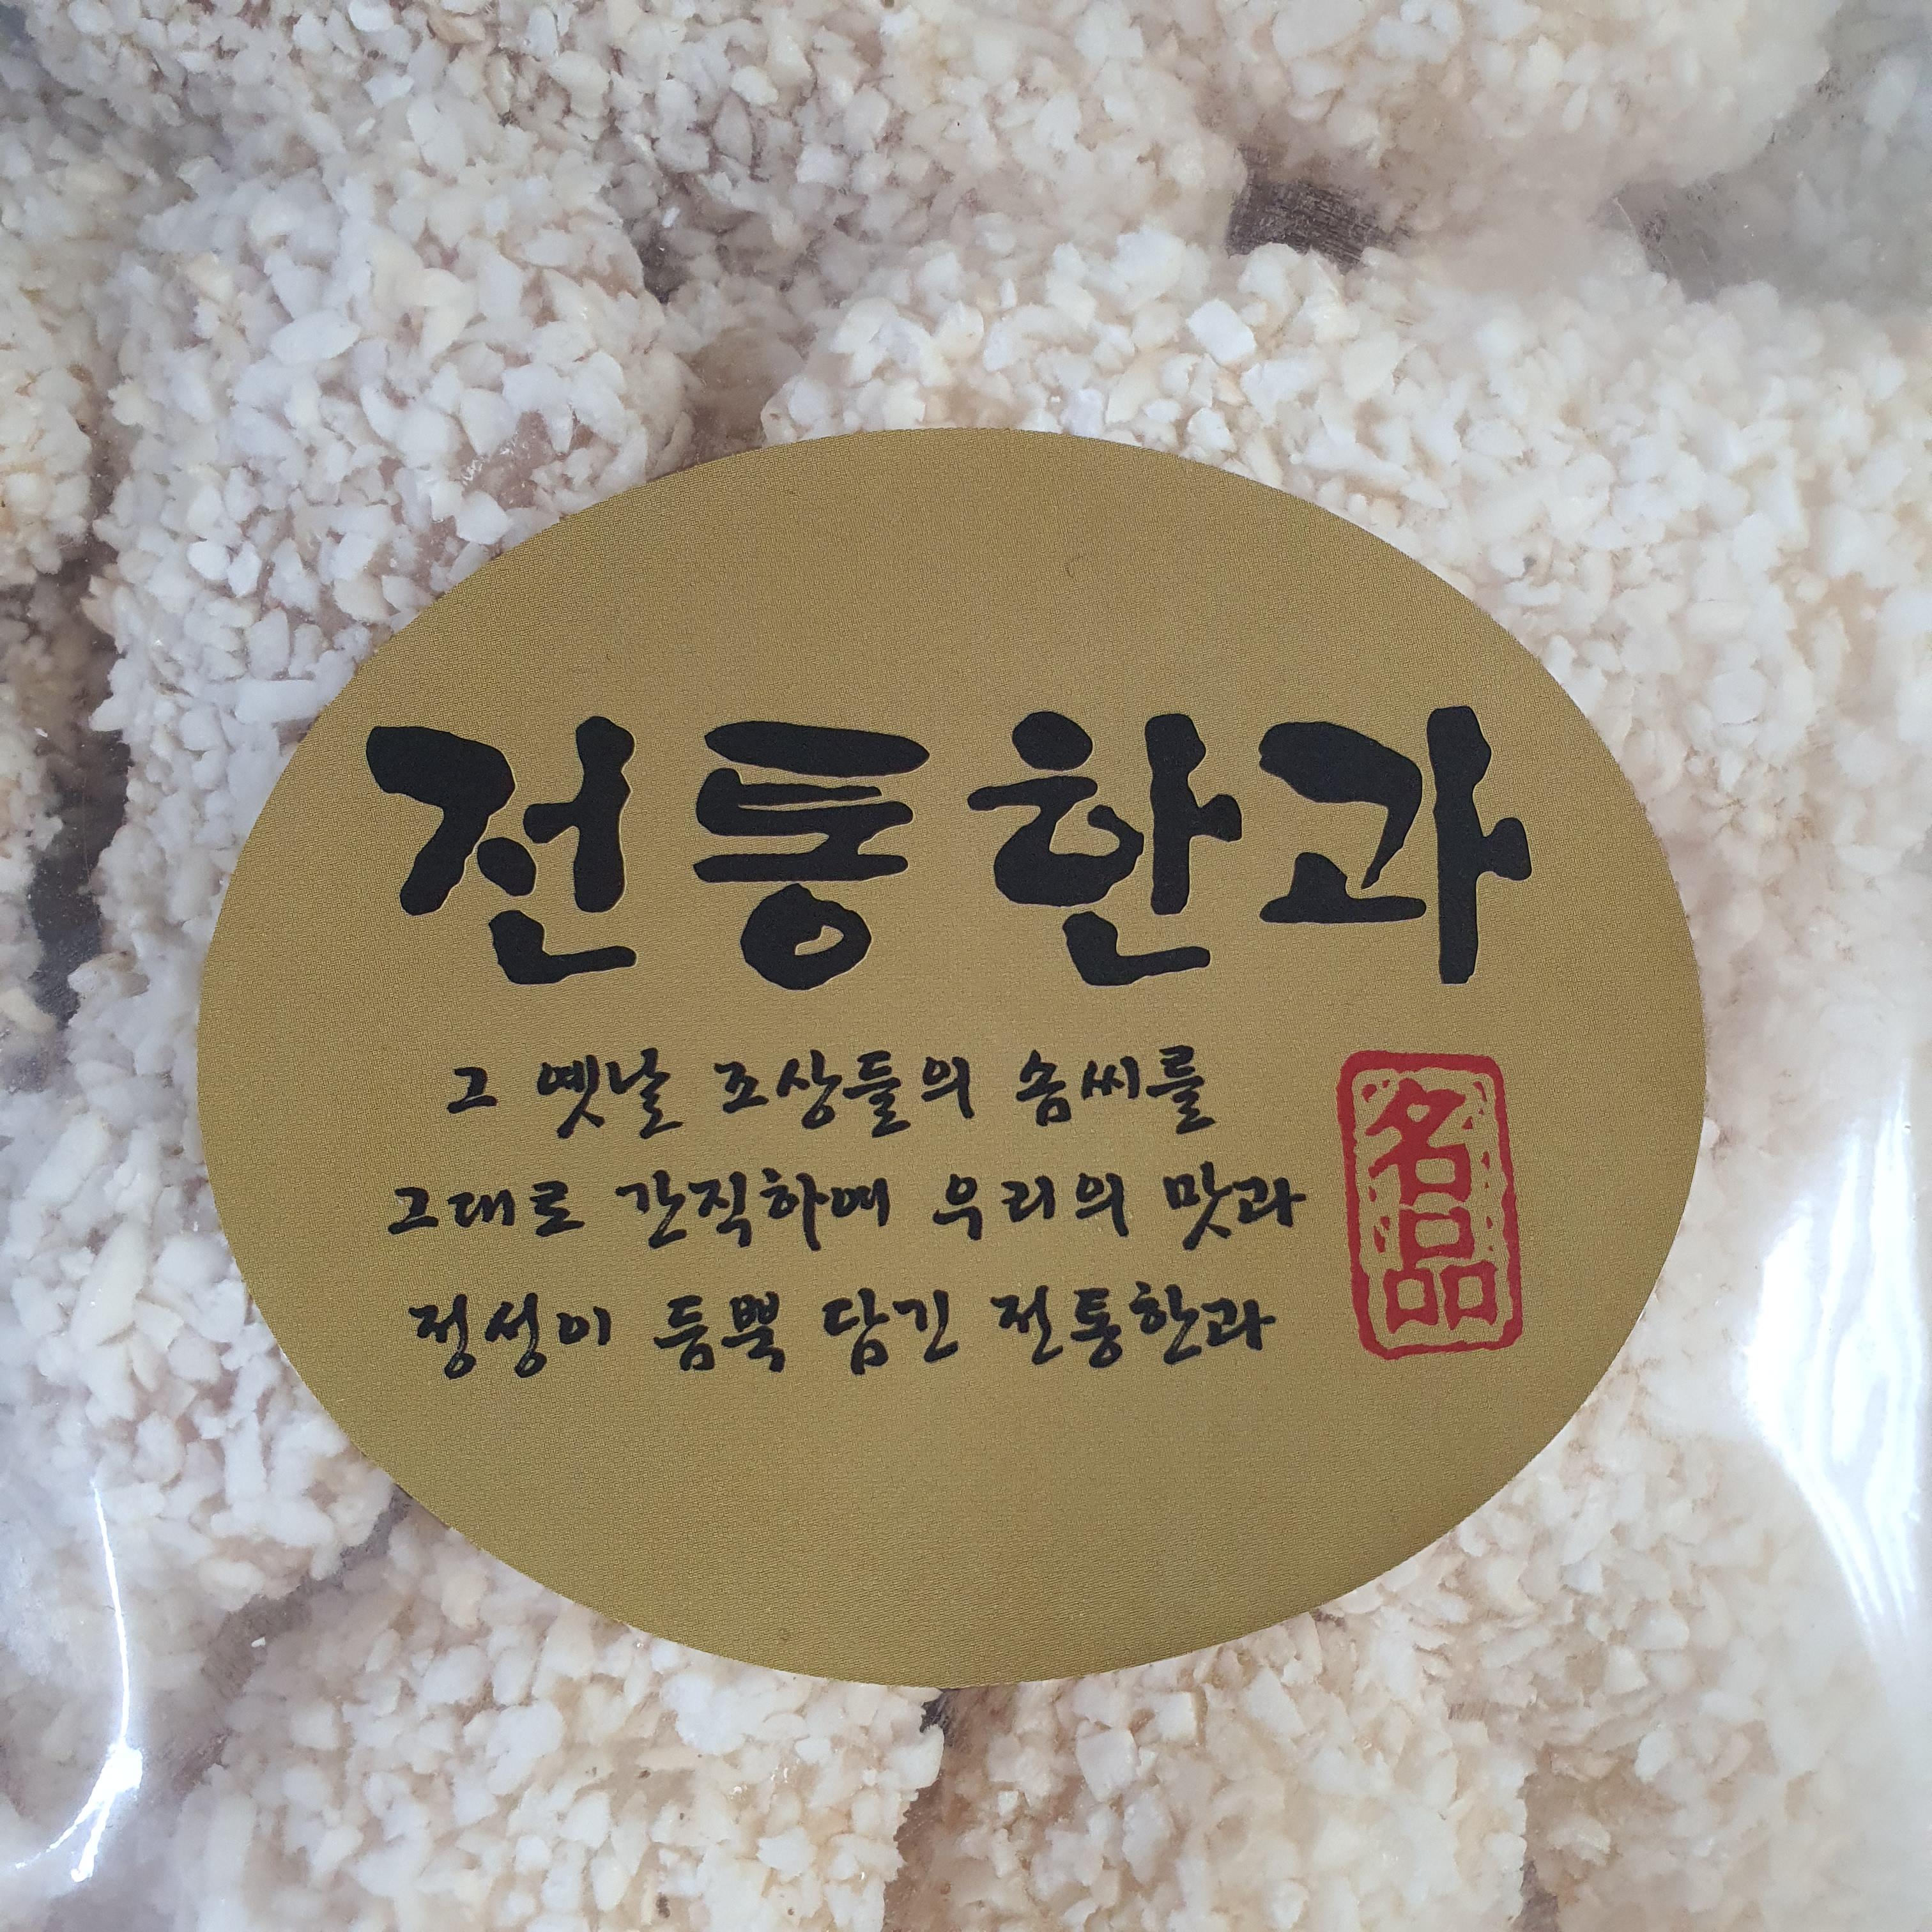 전통한과
그 옛날 조상들의 솜씨를
그대로 간직하여 우리의 맛과
정성이 듬뿍 담긴 전통한과
名品